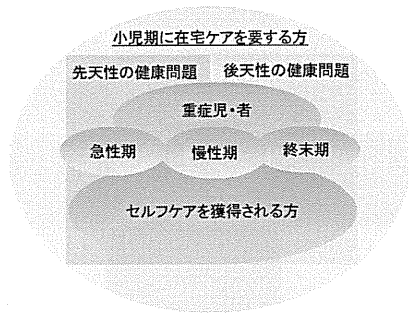 小児期に在宅ケアを要する方
先天性の健康問題 後天性の健康問題
重症児・者
急性期 慢性期 終末期
セルフケアを獲得される方